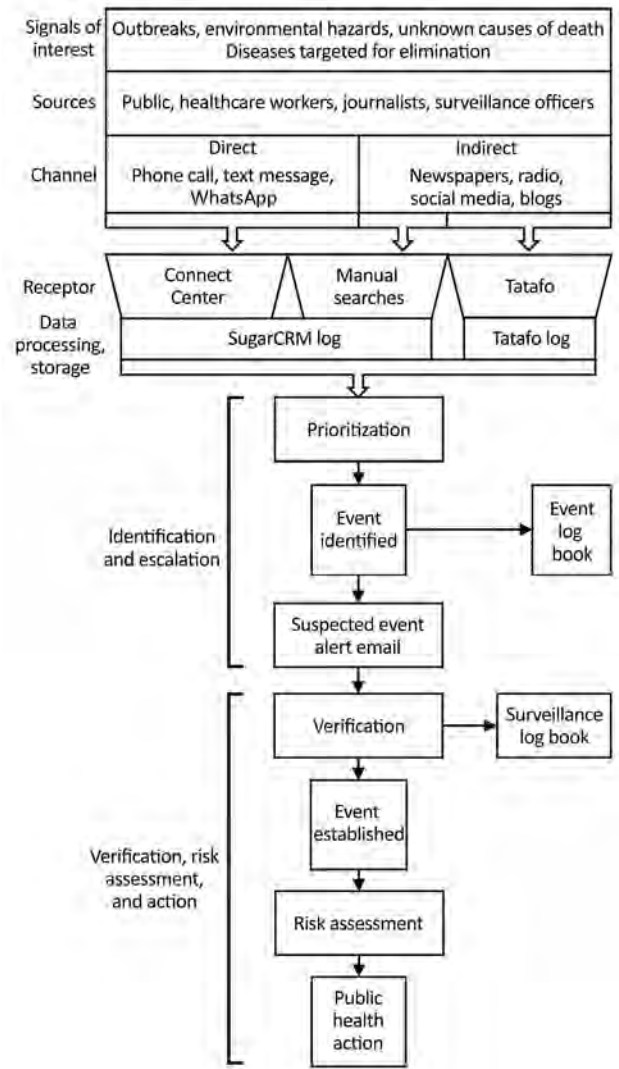 Signals of
interest
Outbreaks, environmental hazards, unknown causes of death
Diseases targeted for elimination
Sources
Public, healthcare workers, journalists, surveillance officers
Channel
Direct
Phone call, text message,
WhatsApp
Indirect
Newspapers, radio,
social media, blogs
Receptor
Connect
Center
Manual
searches
Tatafo
Data
processing,
storage
SugarCRM log
Tatafo log
Identification
and escalation
Prioritization
Event
identified
Event
log
book
Suspected event
alert email
Verification, risk
assessment,
and action
Verification
Surveillance
log book
Event
established
Risk assessment
Public
health
action